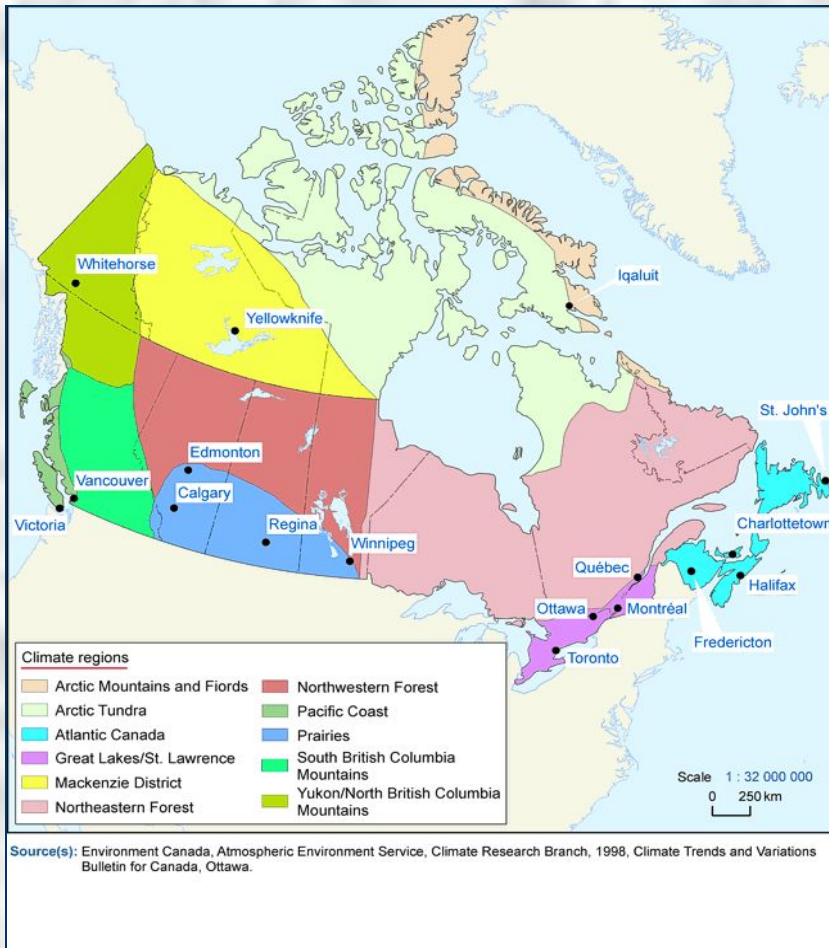 Whitehorse
Yellowknife
Iqaluit
St. John's
Edmonton
Vancouver
Calgary
Charlottetown
Victoria
Regina
Winnipeg
Québec
Halifax
Ottawa
Montréal
Fredericton
Toronto
Climate regions
Arctic Mountains and Fiords
Arctic Tundra
Atlantic Canada
Great Lakes/St. Lawrence
Mackenzie District
Northeastern Forest
Northwestern Forest
Pacific Coast
Prairies
South British Columbia
Mountains
Yukon/North British Columbia
Mountains
Scale 1 : 32 000 000
0 250 km
Source(s): Environment Canada, Atmospheric Environment Service, Climate Research Branch, 1998, Climate Trends and Variations
Bulletin for Canada, Ottawa.